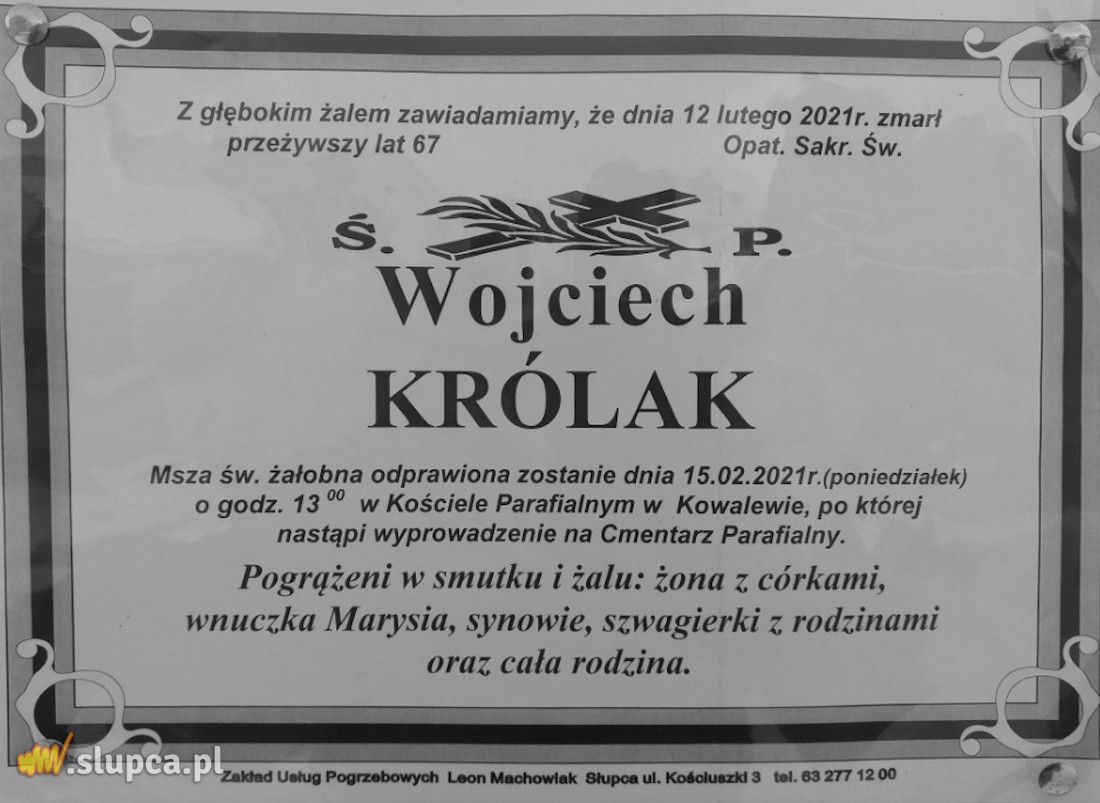 Z głębokim żalem zawiadamiamy, że dnia 12 lutego 2021r. zmarł
przeżywszy lat 67 Opat. Sakr. Św.
Ś. P.
Wojciech
KRÓLAK
Msza św. żałobna odprawiona zostanie dnia 15.02.2021r.(poniedziałek)
o godz. 13 00 w Kościele Parafialnym w Kowalewie, po której
nastąpi wyprowadzenie na Cmentarz Parafialny.
Pogrążeni w smutku i żalu: żona z córkami,
wnuczka Marysia, synowie, szwagierki z rodzinami
oraz cała rodzina.
.slupca.pl
Zakład Usług Pogrzebowych Leon Machowiak Słupca ul. Kościuszki 3 tel. 63 277 12 00